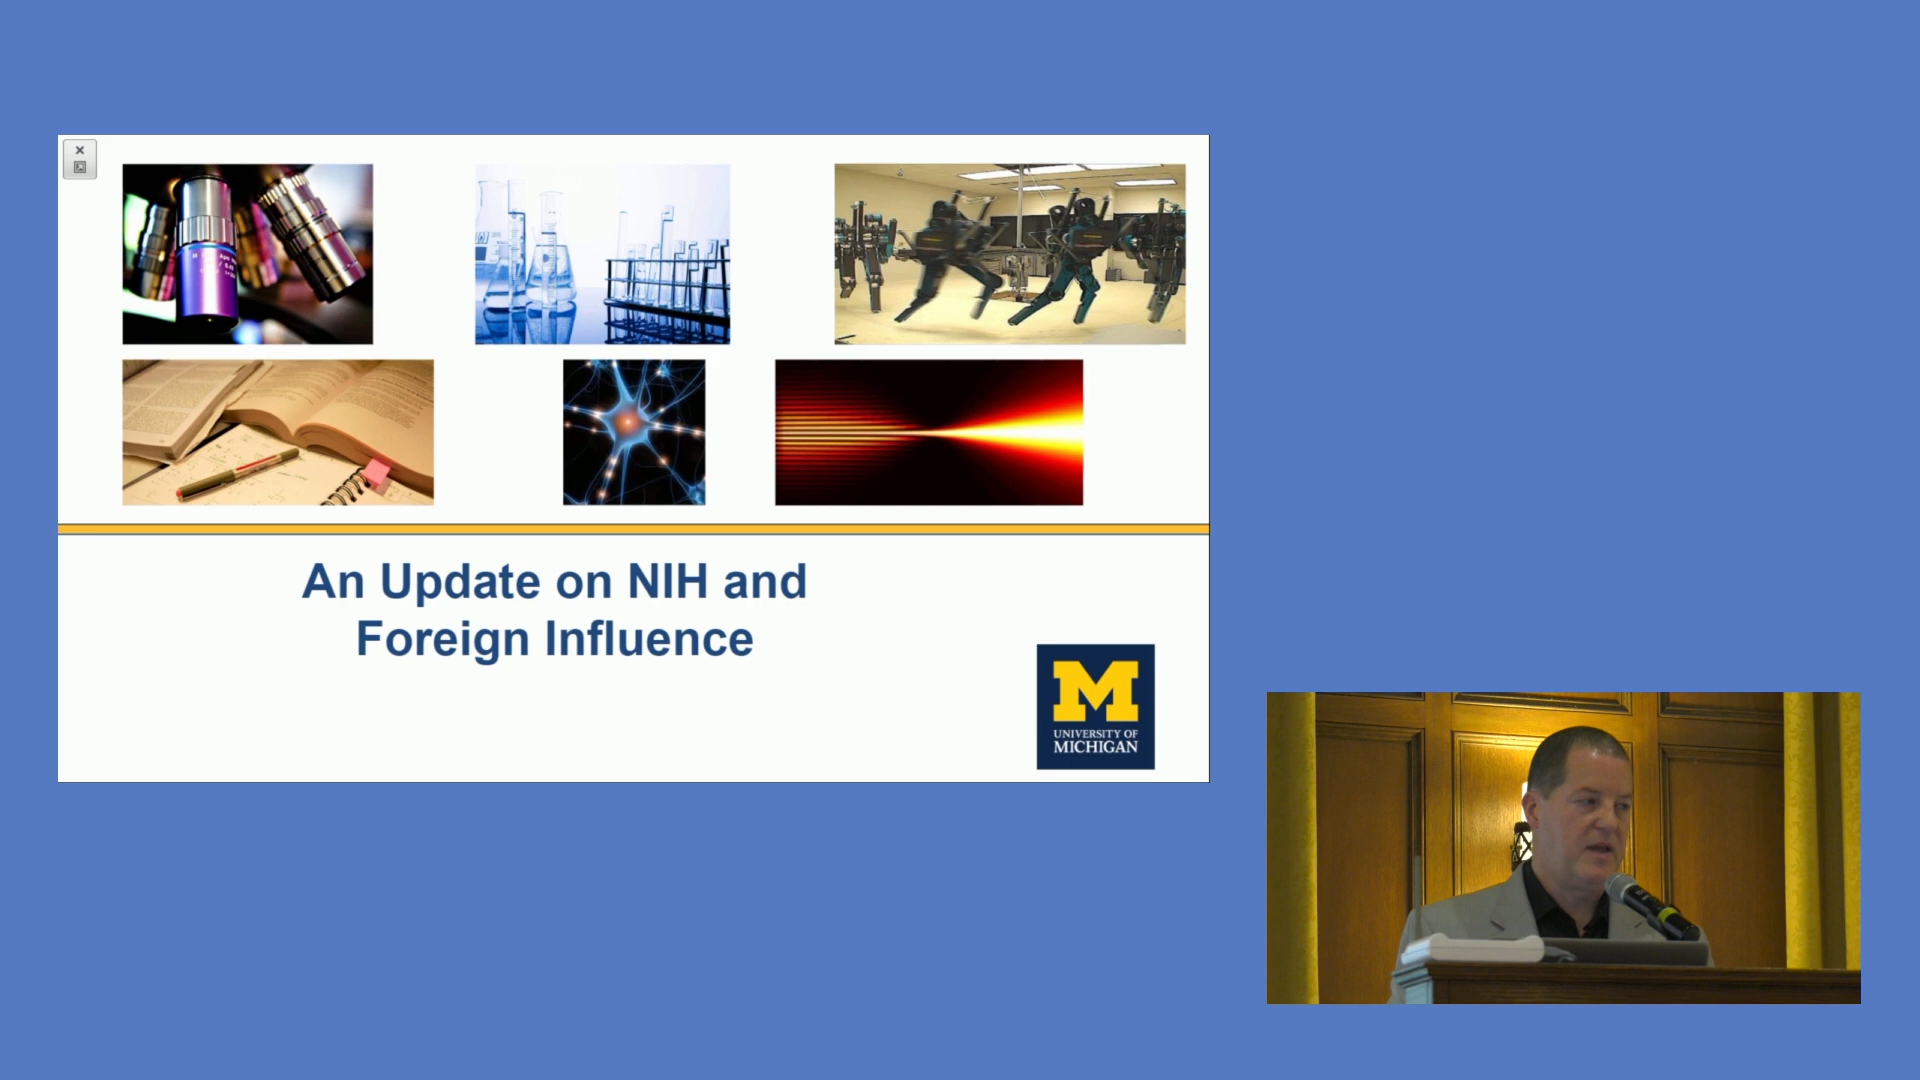 An Update on NIH and
Foreign Influence
M
UNIVERSITY OF
MICHIGAN